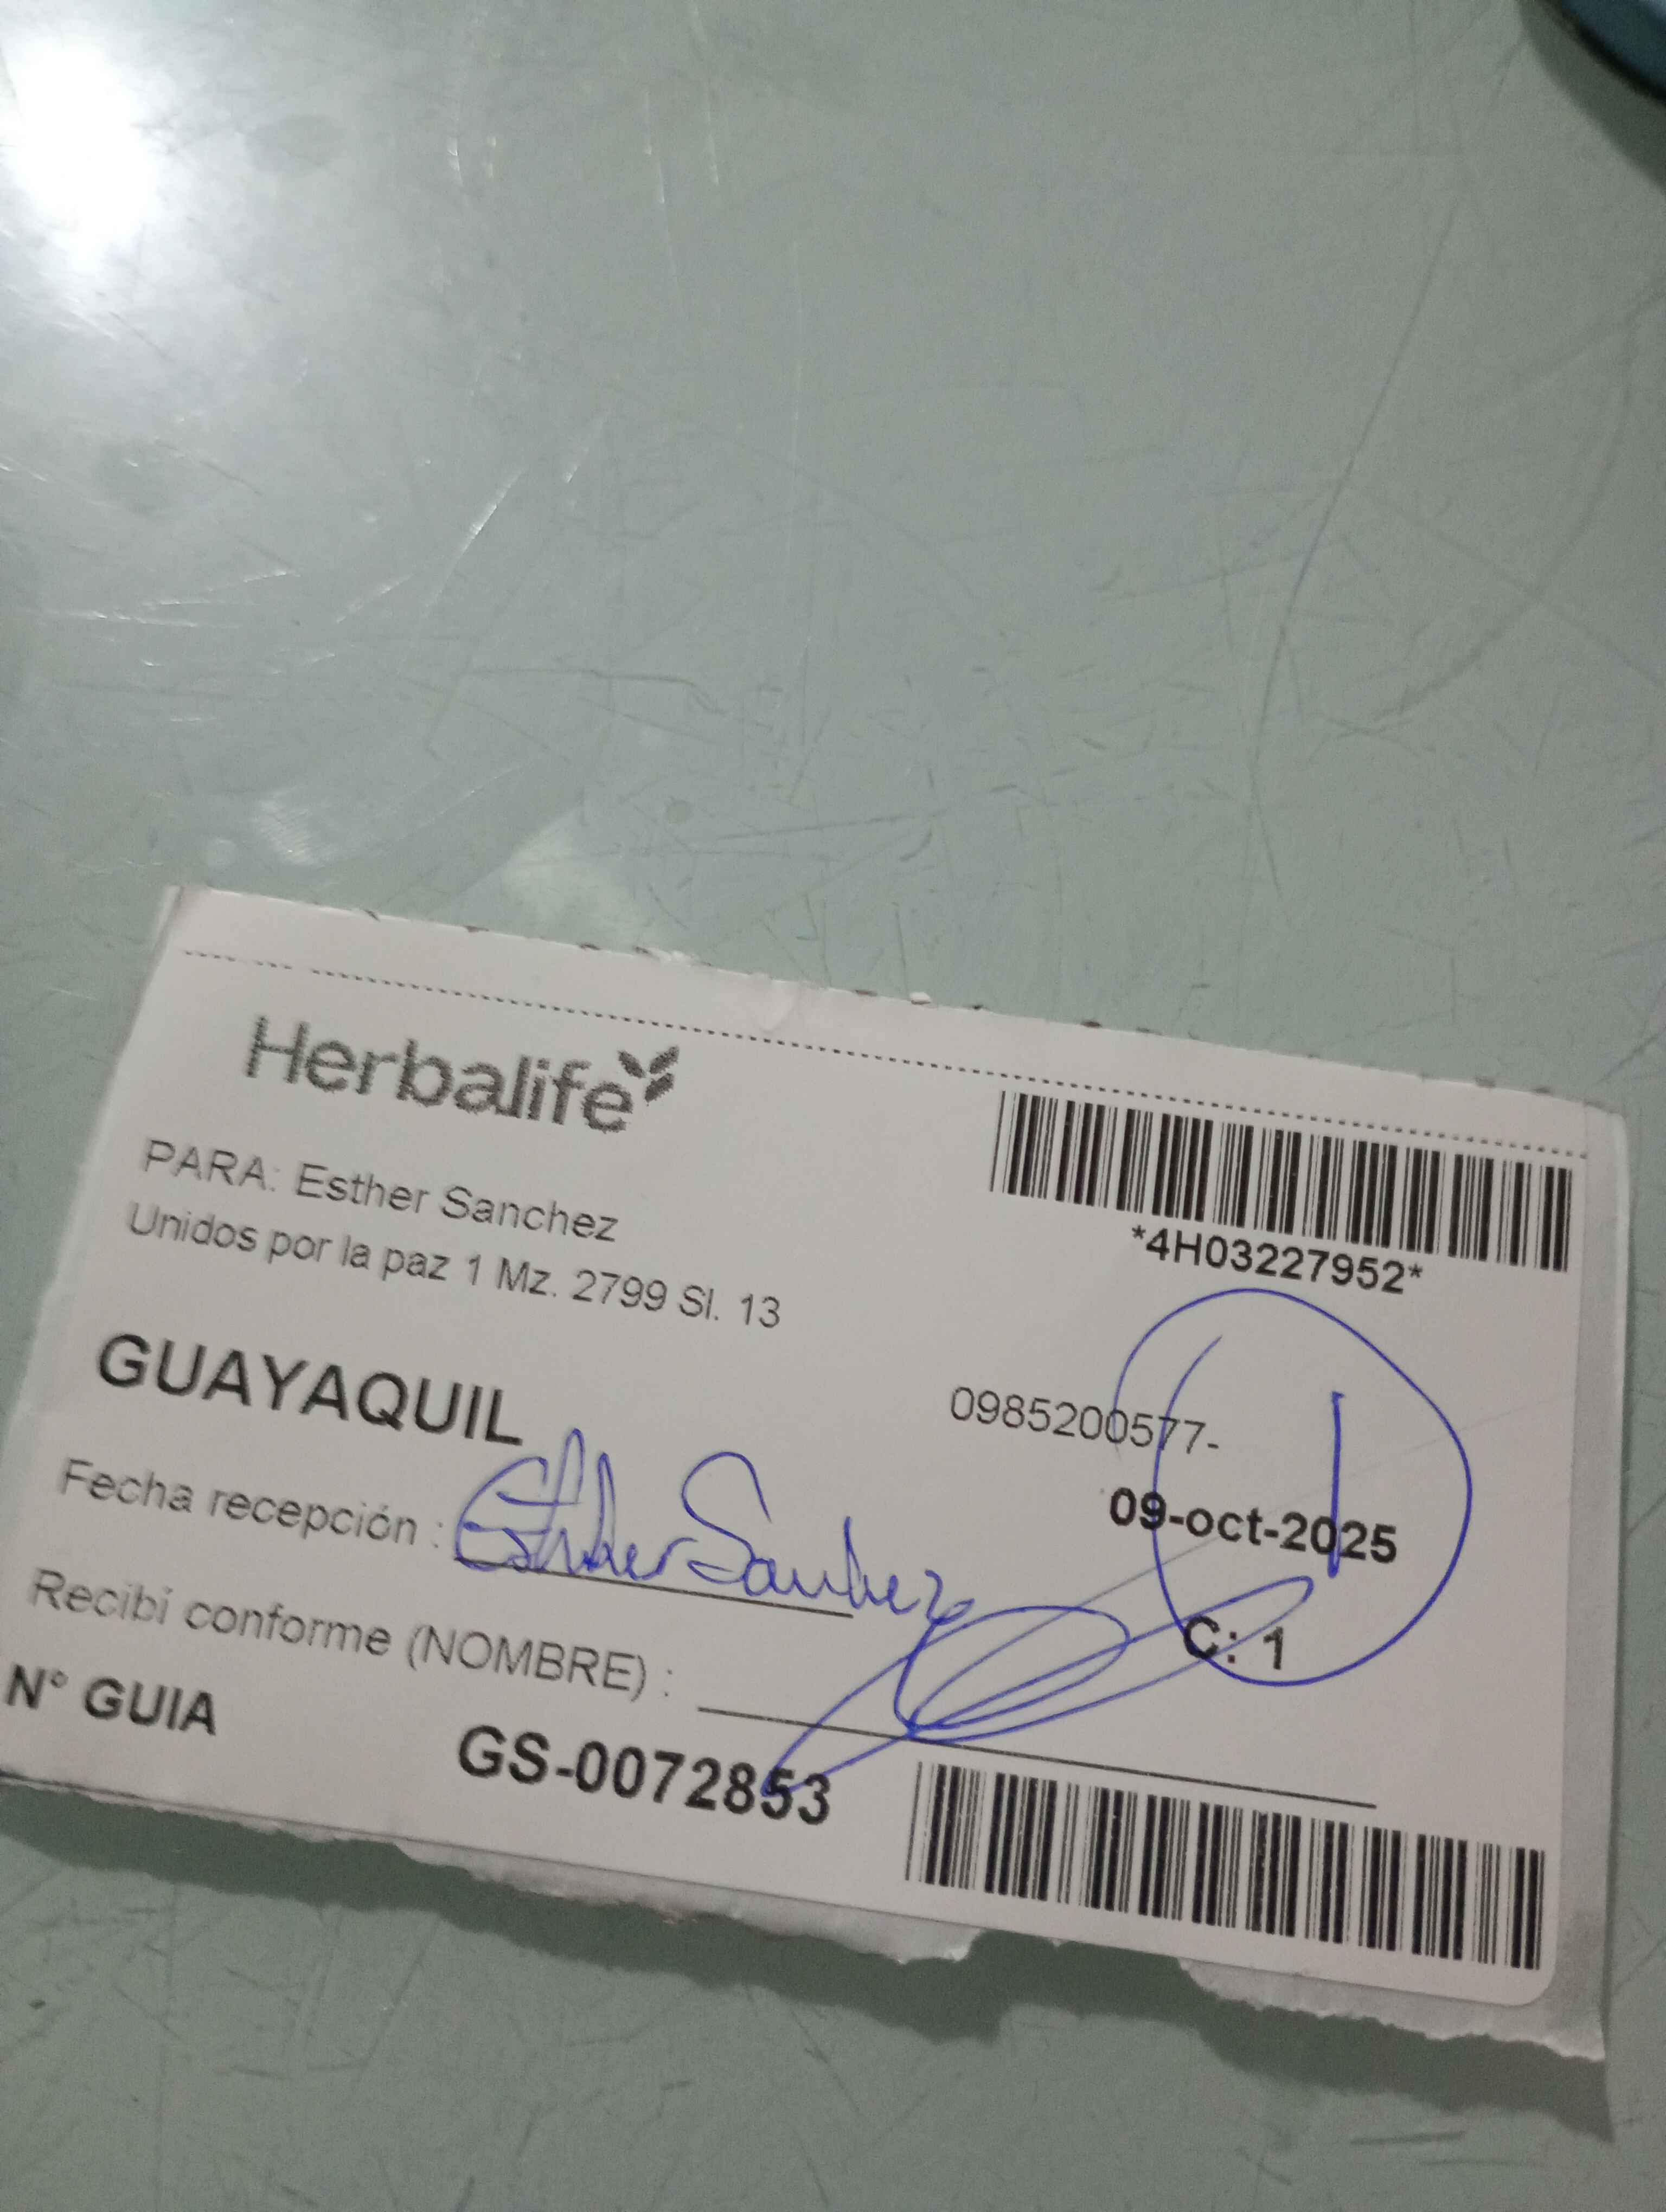 Herbalife
*4H03227952*
PARA: Esther Sanchez
Unidos por la paz 1 Mz. 2799 Sl. 13
0985200577-
GUAYAQUIL
09-oct-2025
Fecha recepción : Esther Sanchez
C: 1
Recibí conforme (NOMBRE) :
N° GUIA GS-0072853